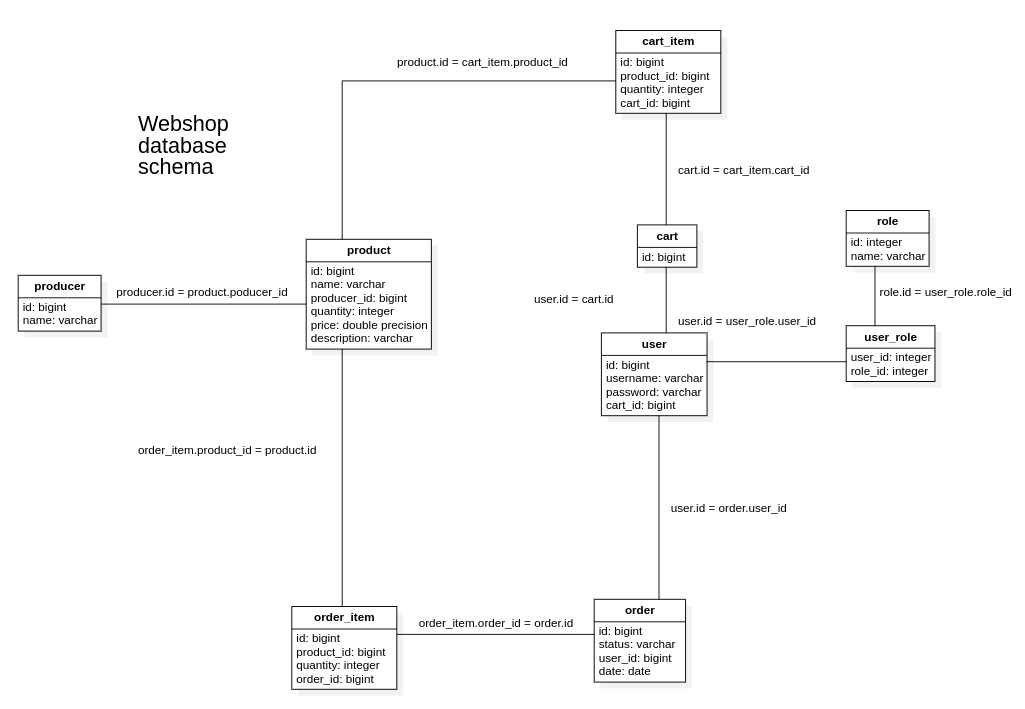 cart_item
id: bigint
product_id: bigint
quantity: integer
cart_id: bigint
product.id = cart_item.product_id
Webshop
database
schema
cart.id = cart_item.cart_id
role
id: integer
name: varchar
cart
id: bigint
product
id: bigint
name: varchar
producer_id: bigint
quantity: integer
price: double precision
description: varchar
producer
id: bigint
name: varchar
producer.id = product.poducer_id
user.id = cart.id
role.id = user_role.role_id
user.id = user_role.user_id
user
id: bigint
username: varchar
password: varchar
cart_id: bigint
user_role
user_id: integer
role_id: integer
order_item.product_id = product.id
user.id = order.user_id
order_item
id: bigint
product_id: bigint
quantity: integer
order_id: bigint
order_item.order_id = order.id
order
id: bigint
status: varchar
user_id: bigint
date: date